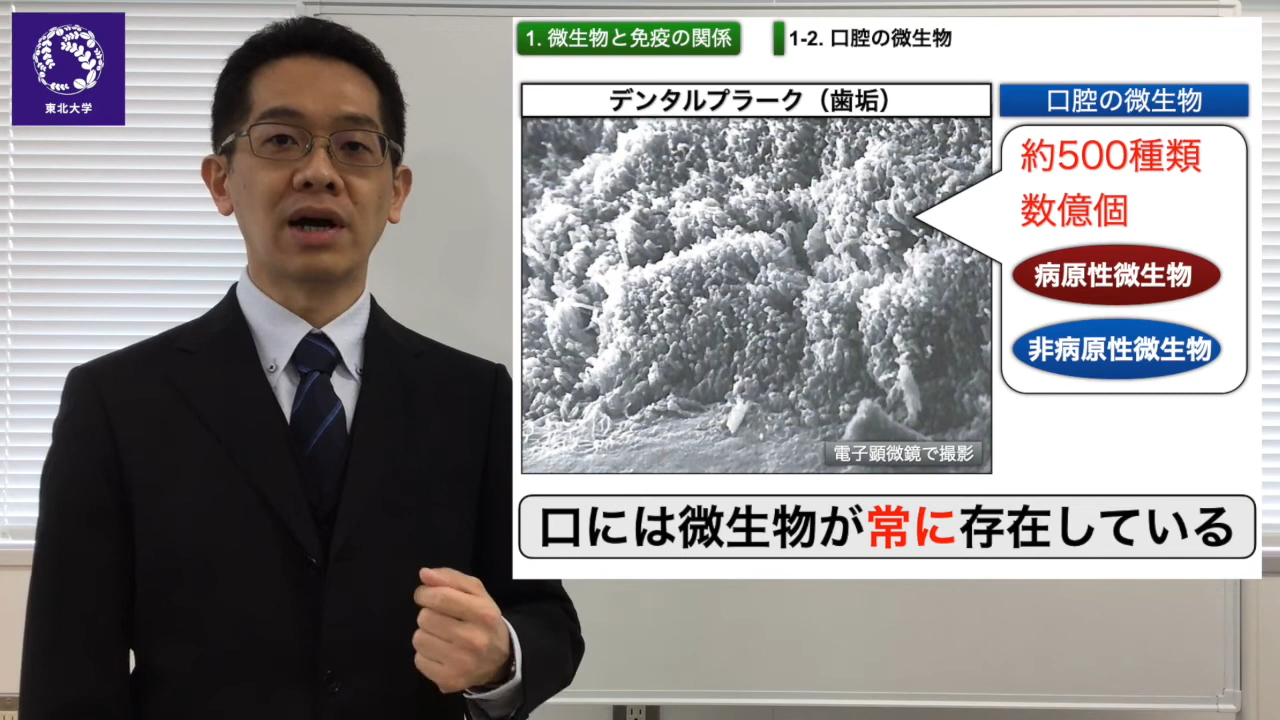 東北大学
1. 微生物と免疫の関係
1-2. 口腔の微生物
デンタルプラーク（歯垢）
口腔の微生物
約500種類
数億個
病原性微生物
非病原性微生物
電子顕微鏡で撮影
口には微生物が常に存在している